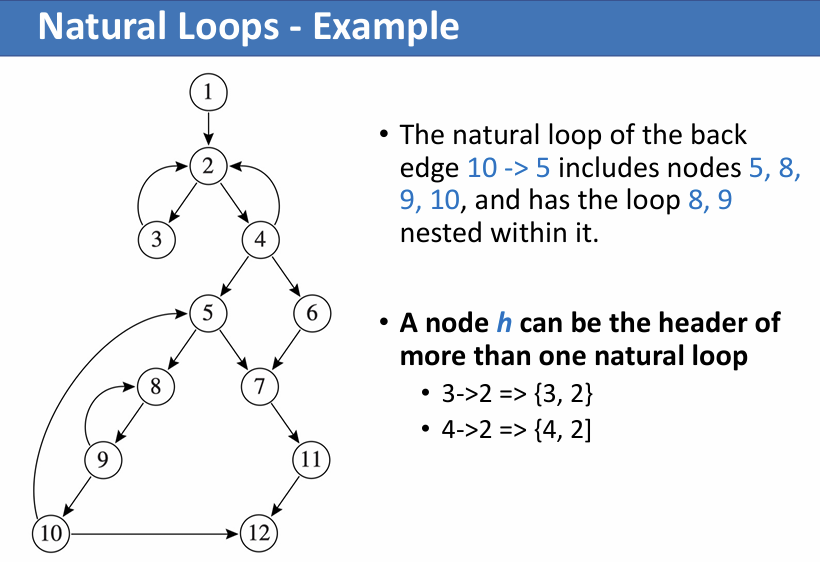 Natural Loops - Example
1
2
3
4
5
6
8
7
9
11
10
12
• The natural loop of the back
edge 10 -> 5 includes nodes 5, 8,
9, 10, and has the loop 8, 9
nested within it.
• A node h can be the header of
more than one natural loop
• 3->2 => {3, 2}
• 4->2 => {4, 2]